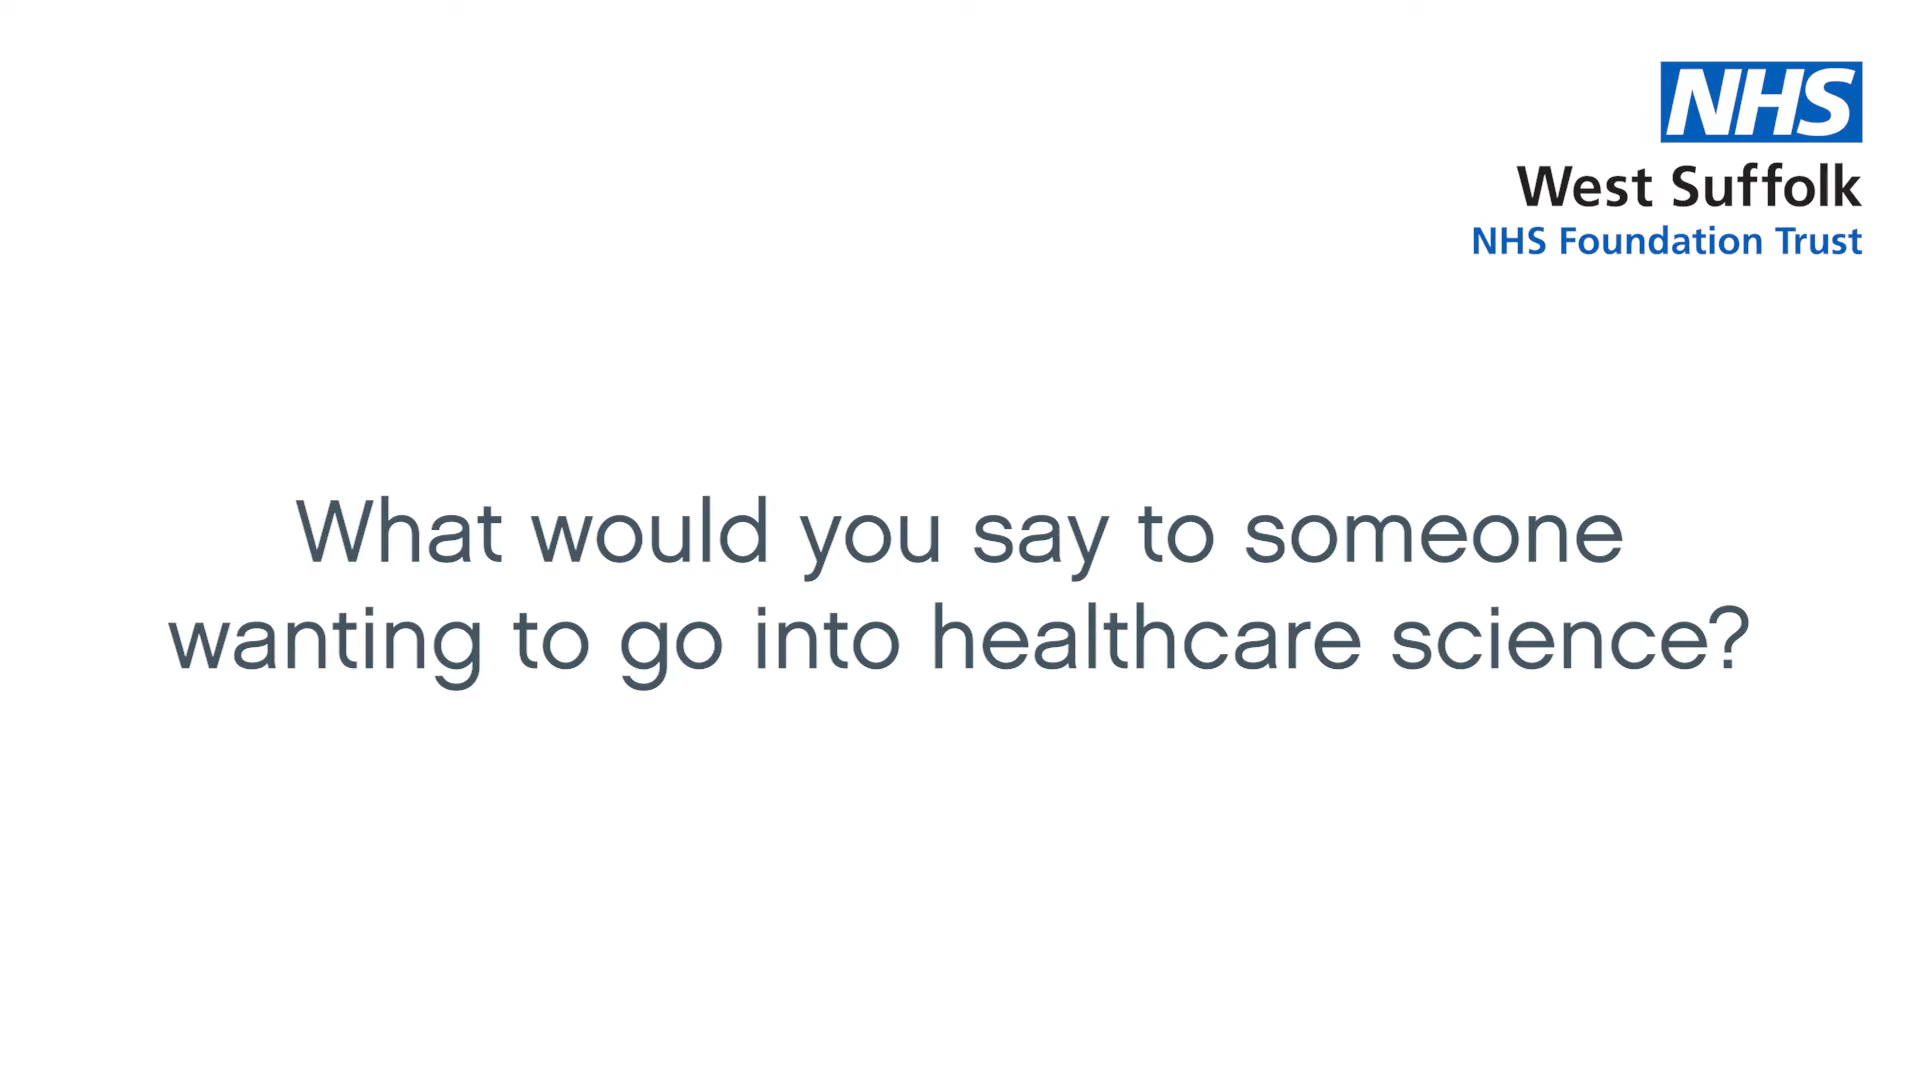 NHS
West Suffolk
NHS Foundation Trust
What would you say to someone
wanting to go into healthcare science?